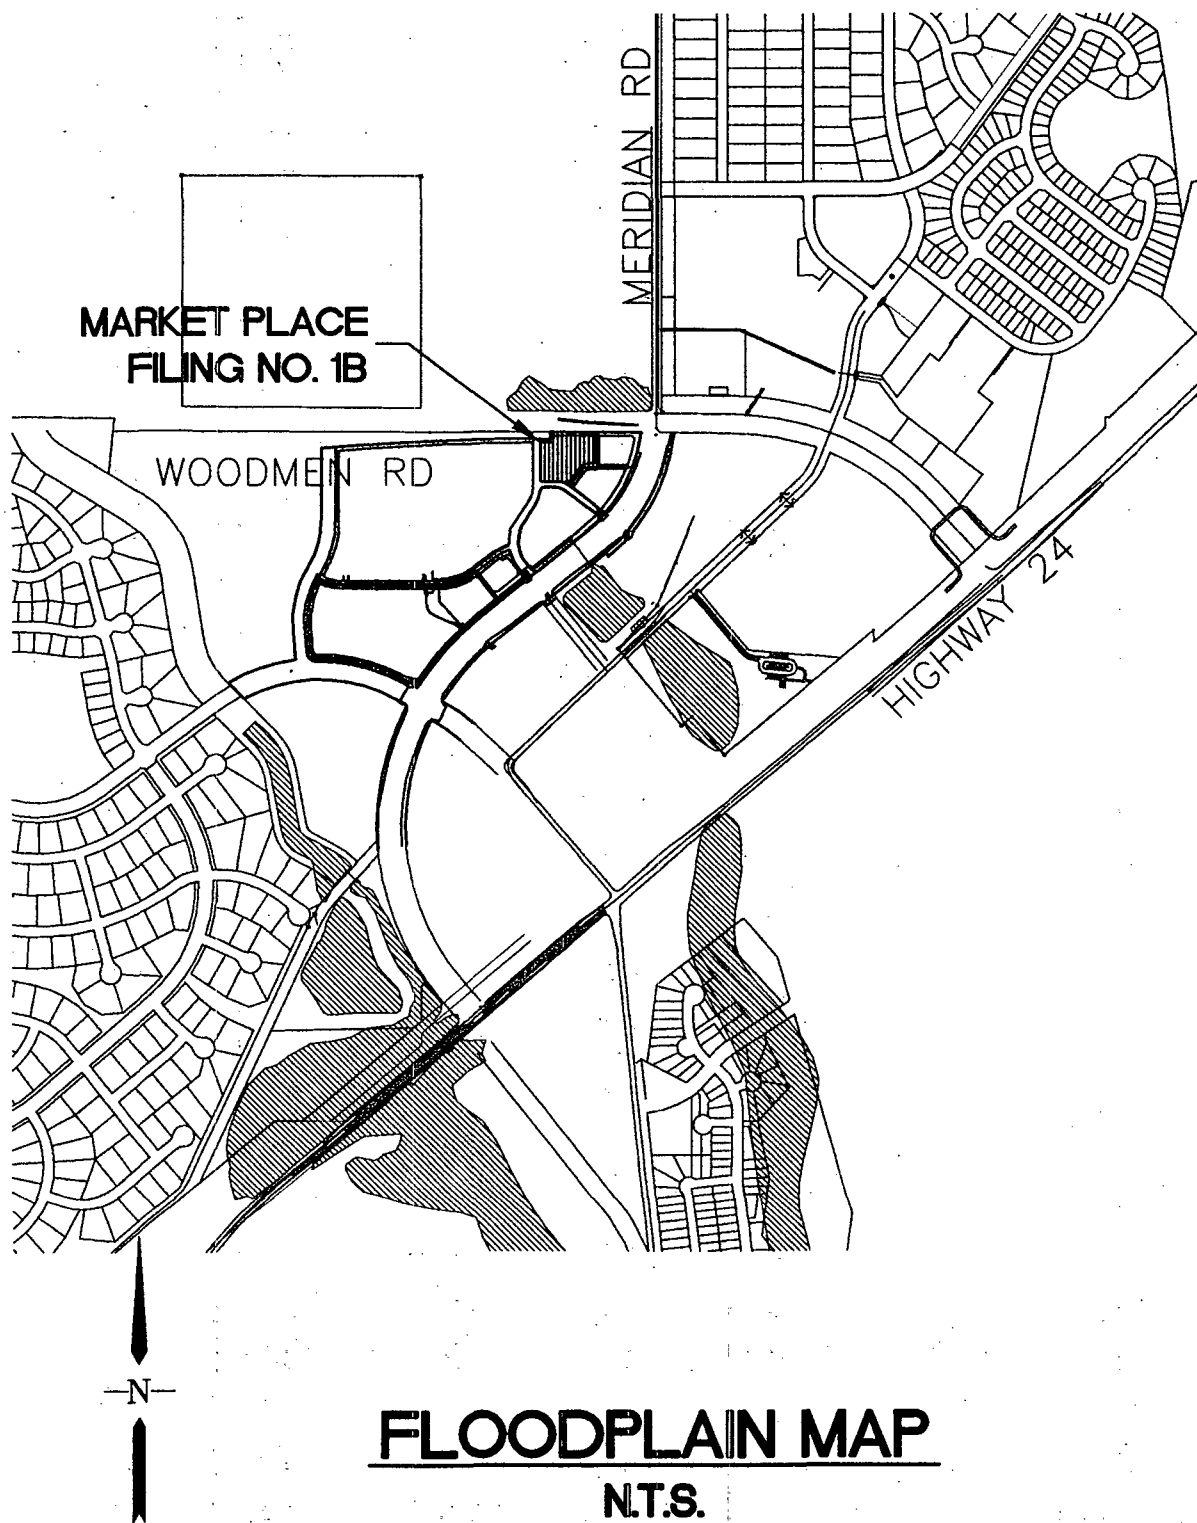 MERIDIAN RD
MARKET PLACE
FILING NO. 1B
WOODMEN RD
HIGHWAY 24
N
FLOODPLAIN MAP
N.T.S.